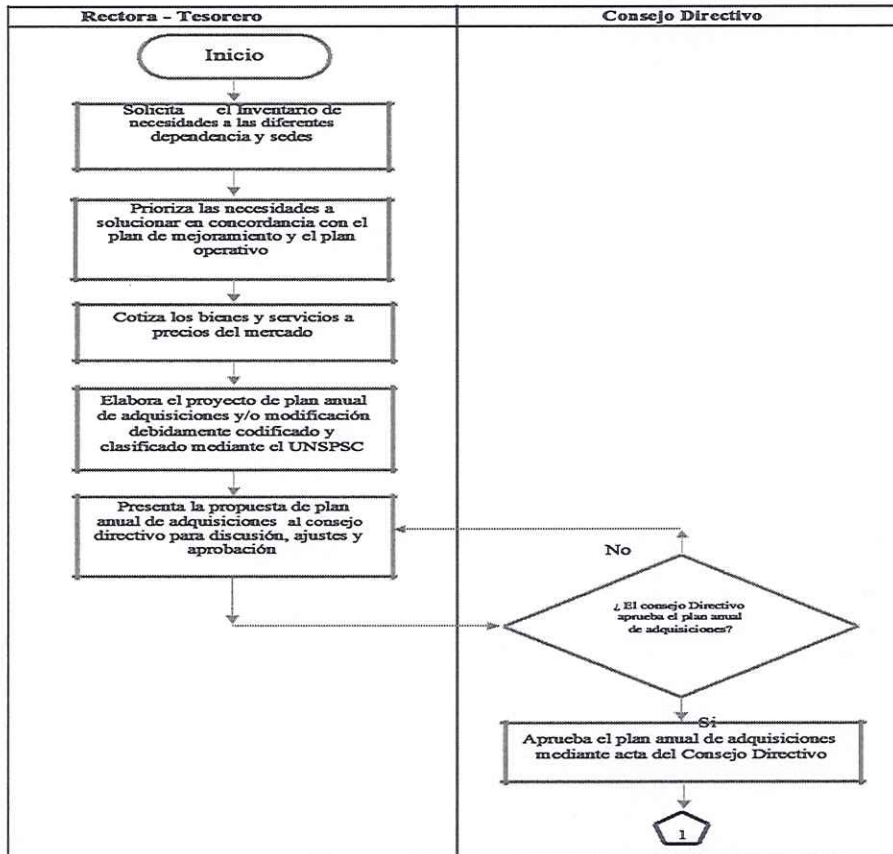 Rectora - Tesorero
Consejo Directivo
Inicio
Solicita el Inventario de
necesidades a las diferentes
dependencia y sedes
Prioriza las necesidades a
solucionar en concordancia con el
plan de mejoramiento y el plan
operativo
Cotiza los bienes y servicios a
precios del mercado
Elabora el proyecto de plan anual
de adquisiciones y/o modificación
debidamente codificado y
clasificado mediante el UNSPSC
Presenta la propuesta de plan
anual de adquisiciones al consejo
directivo para discusión, ajustes y
aprobación
No
¿ El consejo Directivo
aprueba el plan anual
de adquisiciones?
Si
Aprueba el plan anual de adquisiciones
mediante acta del Consejo Directivo
1